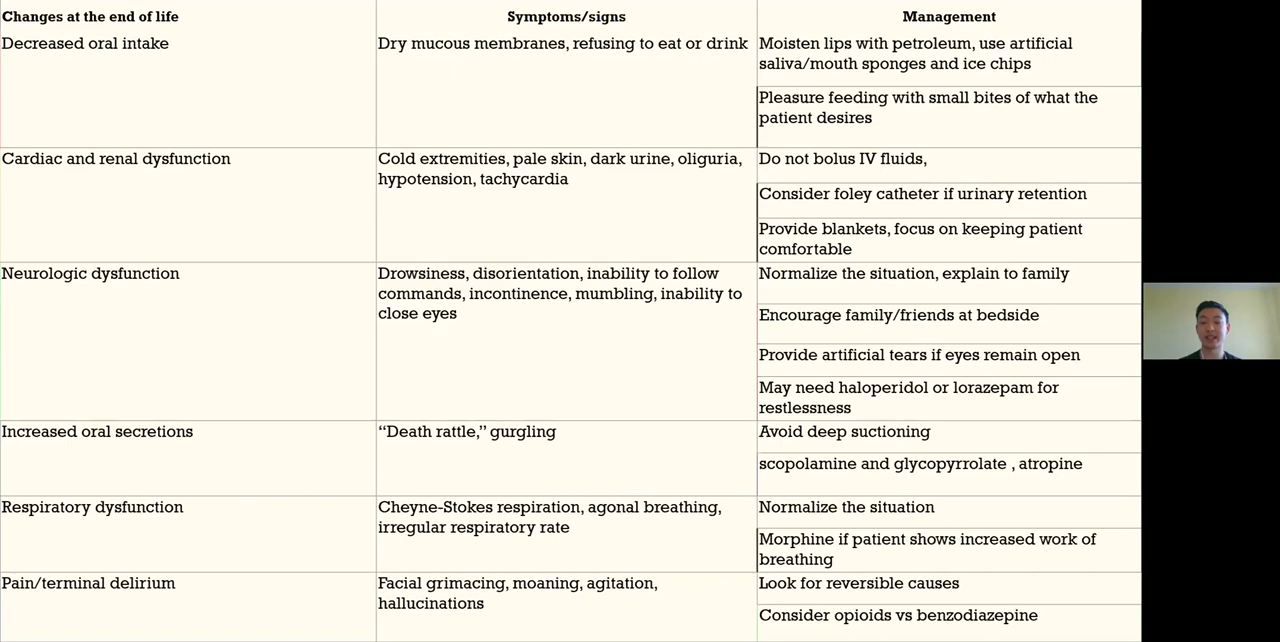 Changes at the end of life
Symptoms/signs
Management
Decreased oral intake
Dry mucous membranes, refusing to eat or drink
Moisten lips with petroleum, use artificial
saliva/mouth sponges and ice chips
Pleasure feeding with small bites of what the
patient desires
Cardiac and renal dysfunction
Cold extremities, pale skin, dark urine, oliguria,
hypotension, tachycardia
Do not bolus IV fluids,
Consider foley catheter if urinary retention
Provide blankets, focus on keeping patient
comfortable
Neurologic dysfunction
Drowsiness, disorientation, inability to follow
commands, incontinence, mumbling, inability to
close eyes
Normalize the situation, explain to family
Encourage family/friends at bedside
Provide artificial tears if eyes remain open
May need haloperidol or lorazepam for
restlessness
Increased oral secretions
“Death rattle,” gurgling
Avoid deep suctioning
scopolamine and glycopyrrolate , atropine
Respiratory dysfunction
Cheyne-Stokes respiration, agonal breathing,
irregular respiratory rate
Normalize the situation
Morphine if patient shows increased work of
breathing
Pain/terminal delirium
Facial grimacing, moaning, agitation,
hallucinations
Look for reversible causes
Consider opioids vs benzodiazepine